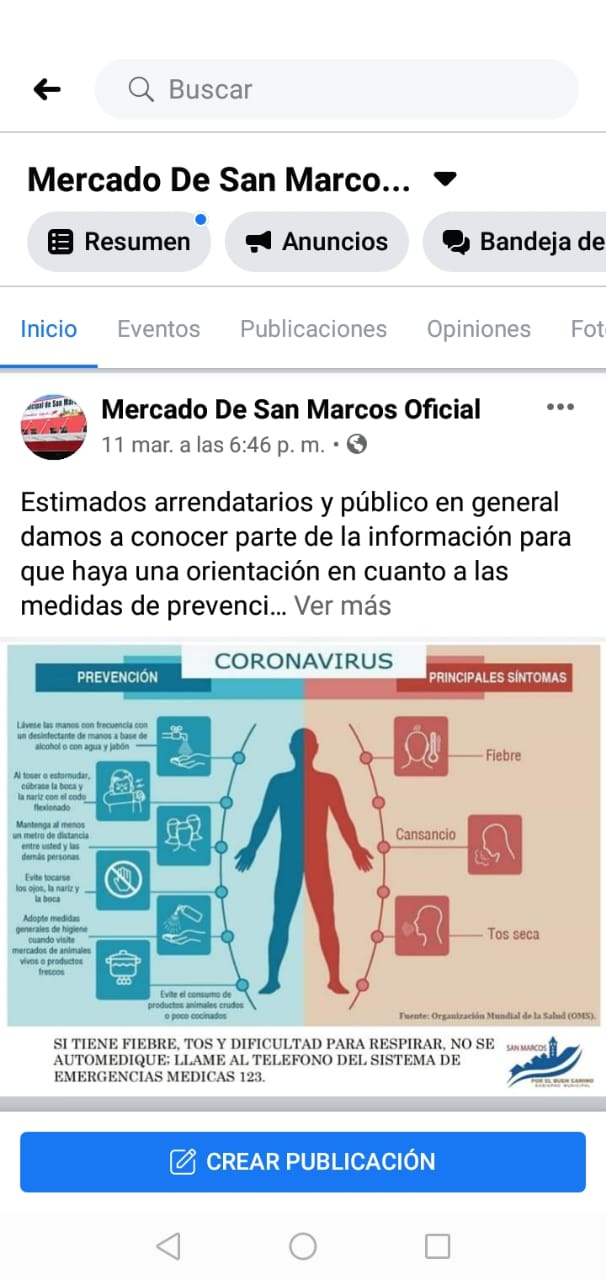 Buscar
Mercado De San Marco...
Resumen
Anuncios
Bandeja de
Inicio
Eventos
Publicaciones
Opiniones
Fot
Mercado De San Marcos Oficial
11 mar. a las 6:46 p. m. •
Estimados arrendatarios y público en general
damos a conocer parte de la información para
que haya una orientación en cuanto a las
medidas de prevenci... Ver más
CORONAVIRUS
PREVENCIÓN
Lávese las manos con frecuencia con
un desinfectante de manos a base de
alcohol o con agua y jabón
Al toser o estornudar,
cúbrase la boca y
la nariz con el codo
flexionado
Mantenga al menos
un metro de distancia
entre usted y las
demás personas
Evite tocarse
los ojos, la nariz y
la boca
Adopte medidas
generales de higiene
cuando visite
mercados de animales
vivos o productos
frescos
Evite el consumo de
productos animales crudos
o poco cocinados
PRINCIPALES SÍNTOMAS
Fiebre
Cansancio
Tos seca
Fuente: Organización Mundial de la Salud (OMS).
SI TIENE FIEBRE, TOS Y DIFICULTAD PARA RESPIRAR, NO SE
AUTOMEDIQUE: LLAME AL TELEFONO DEL SISTEMA DE
EMERGENCIAS MEDICAS 123.
SAN MARCOS
POR EL BUEN CAMINO
GOBIERNO MUNICIPAL
CREAR PUBLICACIÓN